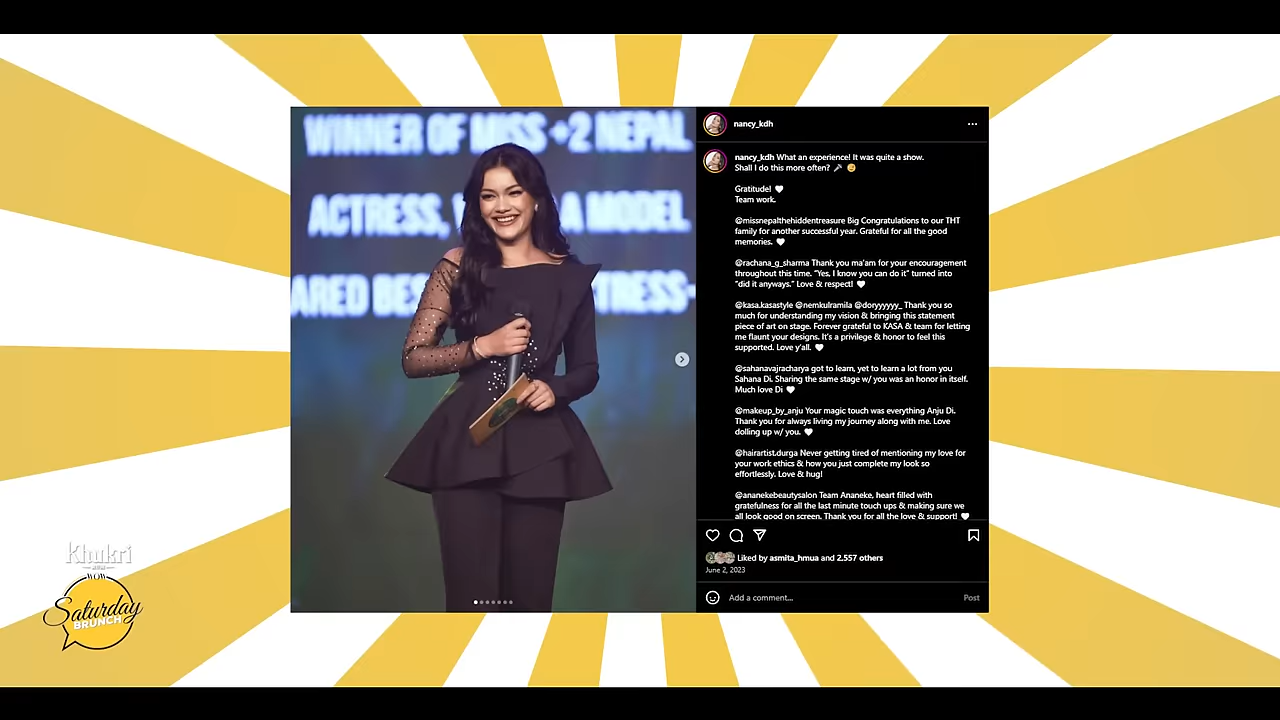 WINNER OF MISS +2 NEPAL
ACTRESS, A MODEL
ARED BES TRESS-
nancy_kdh
nancy_kdh What an experience! It was quite a show.
Shall I do this more often? 🎤 😉
Gratitude! 🤍
Team work.
@missnepalthehiddentreasure Big Congratulations to our THT
family for another successful year. Grateful for all the good
memories. 🤍
@rachana_g_sharma Thank you ma'am for your encouragement
throughout this time. "Yes, I know you can do it" turned into
"did it anyways." Love & respect! 🤍
@kasa.kasastyle @nemkulramila @doryyyyyy_ Thank you so
much for understanding my vision & bringing this statement
piece of art on stage. Forever grateful to KASA & team for letting
me flaunt your designs. It's a privilege & honor to feel this
supported. Love y'all. 🤍
@sahanavajracharya got to learn, yet to learn a lot from you
Sahana Di. Sharing the same stage w/ you was an honor in itself.
Much love Di 🤍
@makeup_by_anju Your magic touch was everything Anju Di.
Thank you for always living my journey along with me. Love
dolling up w/ you. 🤍
@hairartist.durga Never getting tired of mentioning my love for
your work ethics & how you just complete my look so
effortlessly. Love & hug!
@ananekebeautysalon Team Ananeke, heart filled with
gratefulness for all the last minute touch ups & making sure we
all look good on screen. Thank you for all the love & support! 🤍
Liked by asmita_hmua and 2,557 others
June 2, 2023
Add a comment...
Post
Khukri
RUM
WOW
Saturday
BRUNCH